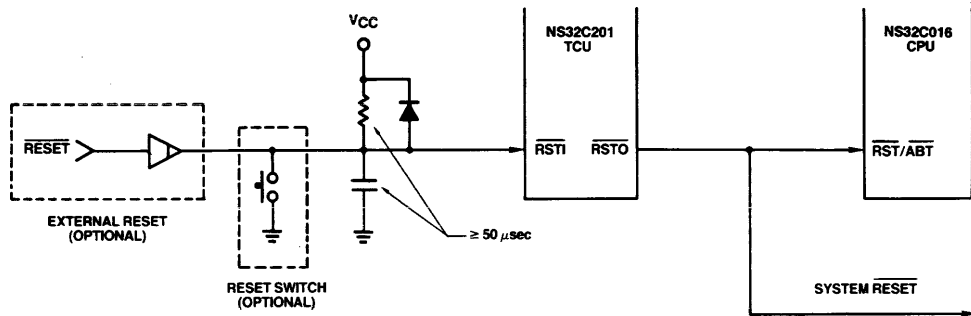 VCC
NS32C201
TCU
NS32C016
CPU
RESET
RSTI
RSTO
RST/ABT
EXTERNAL RESET
(OPTIONAL)
≥ 50 μsec
RESET SWITCH
(OPTIONAL)
SYSTEM RESET